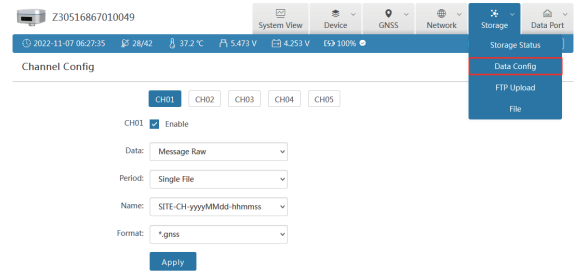 Z30516867010049
System View
Device
GNSS
Network
Storage
Data Port
2022-11-07 06:27:35 28/42 37.2 ℃ 5.473 V 4.253 V 100%
Storage Status
Data Config
FTP Upload
File
Channel Config
CH01 CH02 CH03 CH04 CH05
CH01 Enable
Data: Message Raw
Period: Single File
Name: SITE-CH-yyyyMMdd-hhmmss
Format: *.gnss
Apply